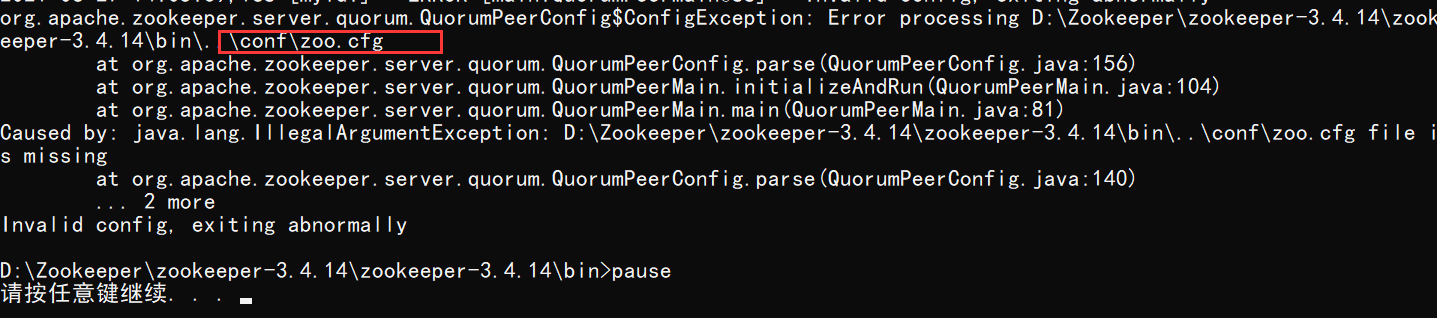 org.apache.zookeeper.server.quorum.QuorumPeerConfig$ConfigException: Error processing D:\Zookeeper\zookeeper-3.4.14\zook
eeper-3.4.14\bin\..\conf\zoo.cfg
at org.apache.zookeeper.server.quorum.QuorumPeerConfig.parse(QuorumPeerConfig.java:156)
at org.apache.zookeeper.server.quorum.QuorumPeerMain.initializeAndRun(QuorumPeerMain.java:104)
at org.apache.zookeeper.server.quorum.QuorumPeerMain.main(QuorumPeerMain.java:81)
Caused by: java.lang.IllegalArgumentException: D:\Zookeeper\zookeeper-3.4.14\zookeeper-3.4.14\bin\..\conf\zoo.cfg file i
s missing
at org.apache.zookeeper.server.quorum.QuorumPeerConfig.parse(QuorumPeerConfig.java:140)
... 2 more
Invalid config, exiting abnormally
D:\Zookeeper\zookeeper-3.4.14\zookeeper-3.4.14\bin>pause
请按任意键继续. . .